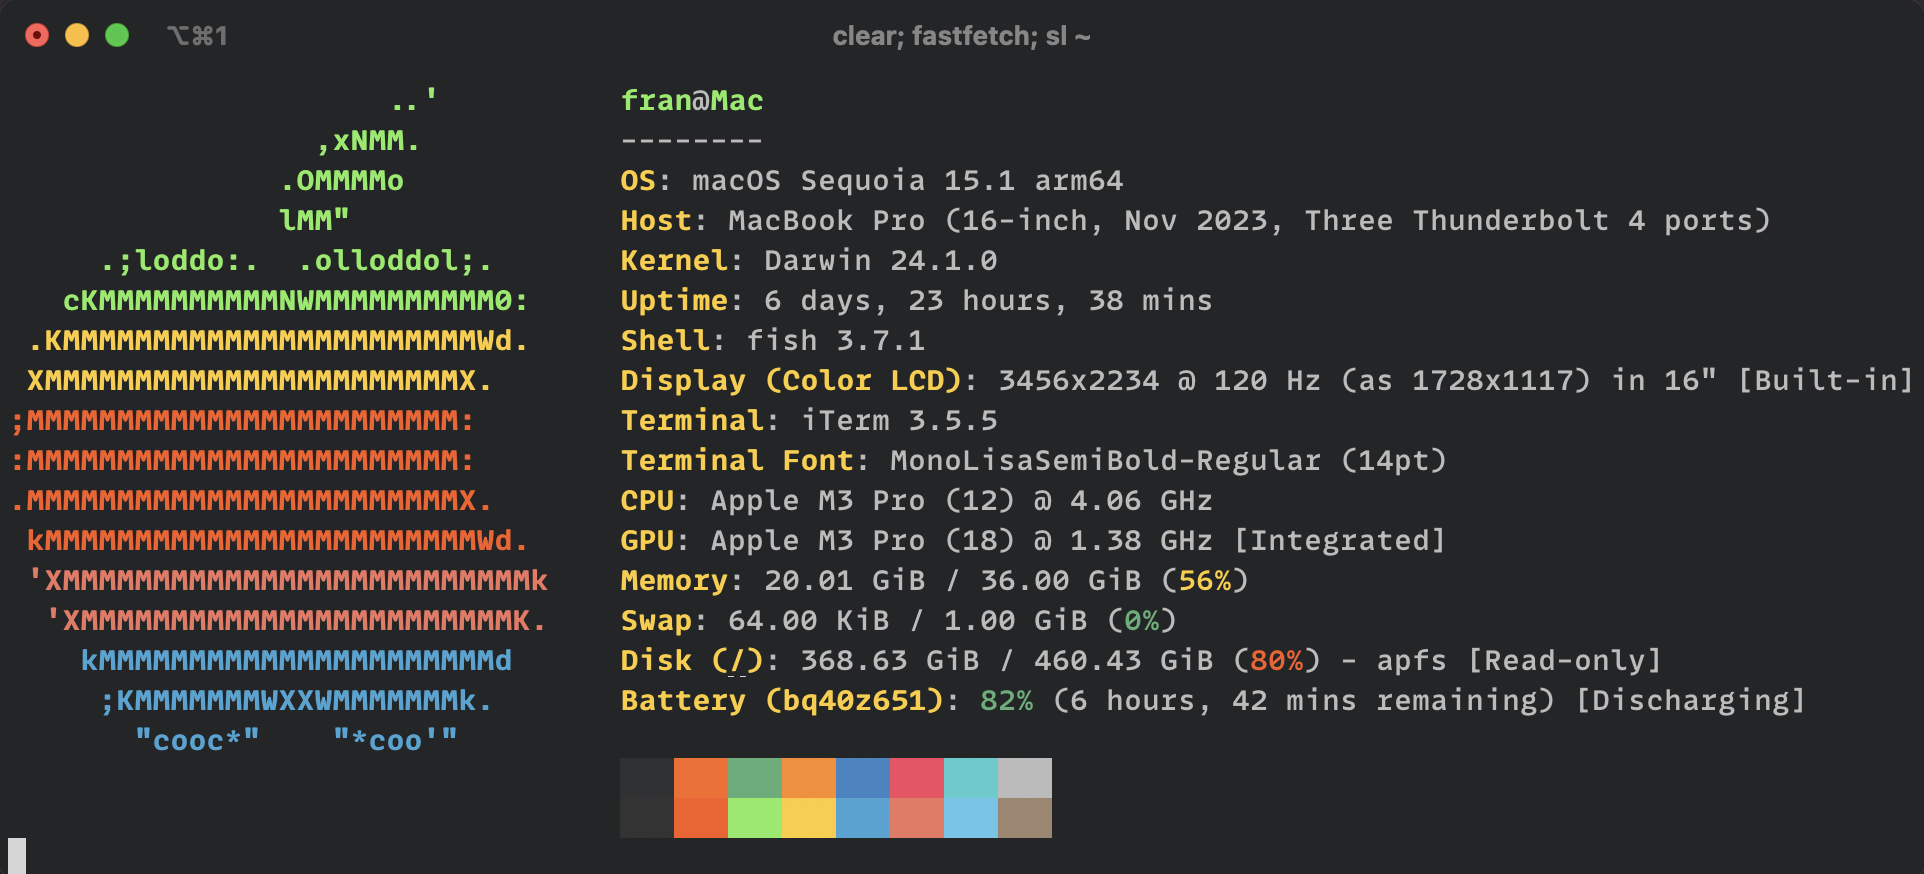 ⌥⌘1 clear; fastfetch; sl ~
..' fran@Mac
,xNMM. --------
.OMMMMo OS: macOS Sequoia 15.1 arm64
lMM" Host: MacBook Pro (16-inch, Nov 2023, Three Thunderbolt 4 ports)
.;loddo:. .olloddol;. Kernel: Darwin 24.1.0
cKMMMMMMMMMMNWMMMMMMMMMM0: Uptime: 6 days, 23 hours, 38 mins
.KMMMMMMMMMMMMMMMMMMMMMMMWd. Shell: fish 3.7.1
XMMMMMMMMMMMMMMMMMMMMMMMX. Display (Color LCD): 3456x2234 @ 120 Hz (as 1728x1117) in 16" [Built-in]
;MMMMMMMMMMMMMMMMMMMMMMMM: Terminal: iTerm 3.5.5
:MMMMMMMMMMMMMMMMMMMMMMMM: Terminal Font: MonoLisaSemiBold-Regular (14pt)
.MMMMMMMMMMMMMMMMMMMMMMMMX. CPU: Apple M3 Pro (12) @ 4.06 GHz
kMMMMMMMMMMMMMMMMMMMMMMMMWd. GPU: Apple M3 Pro (18) @ 1.38 GHz [Integrated]
'XMMMMMMMMMMMMMMMMMMMMMMMMMMk Memory: 20.01 GiB / 36.00 GiB (56%)
'XMMMMMMMMMMMMMMMMMMMMMMMMK. Swap: 64.00 KiB / 1.00 GiB (0%)
kMMMMMMMMMMMMMMMMMMMMMMd Disk (/): 368.63 GiB / 460.43 GiB (80%) - apfs [Read-only]
;KMMMMMMMWXXWMMMMMMMk. Battery (bq40z651): 82% (6 hours, 42 mins remaining) [Discharging]
"cooc*" "*coo'"